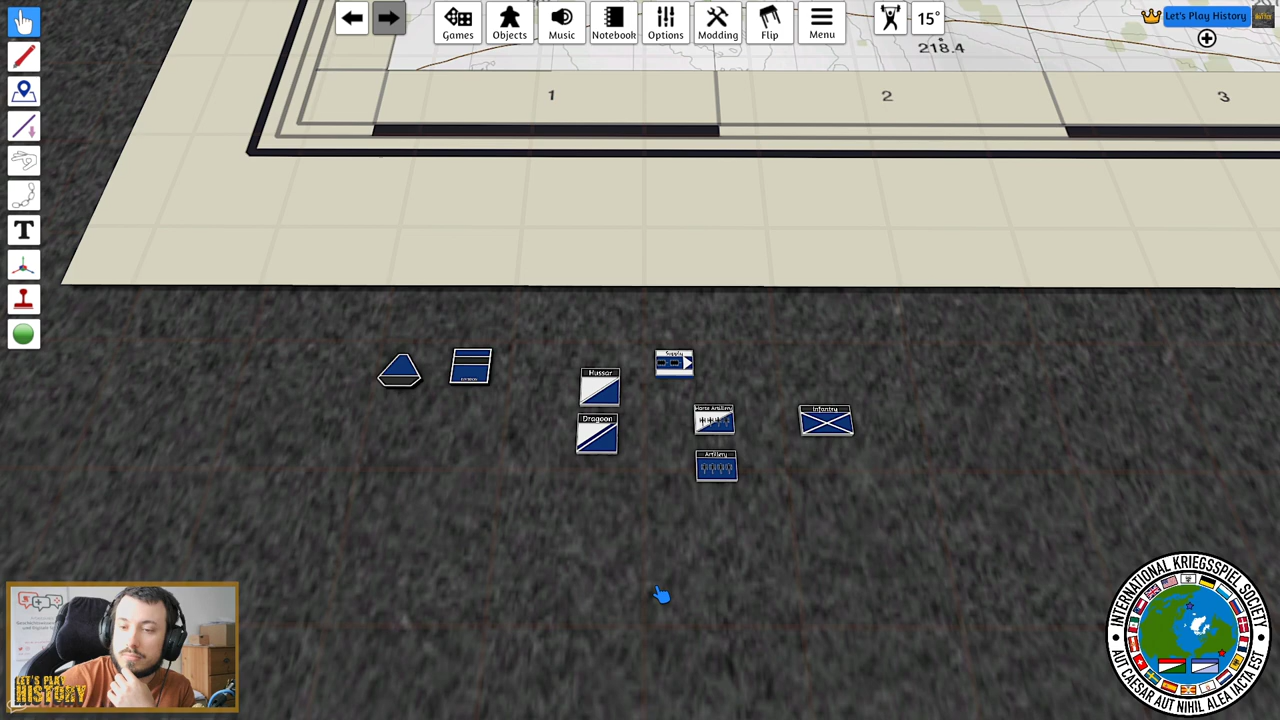 Games
Objects
Music
Notebook
Options
Modding
Flip
Menu
15°
Let's Play History
218.4
1
2
3
T
Hussar
Dragoon
Supply
Horse Artillery
Artillery
Infantry
LET'S PLAY
HISTORY
INTERNATIONAL KRIEGSSPIEL SOCIETY
AUT CAESAR AUT NIHIL ALEA IACTA EST